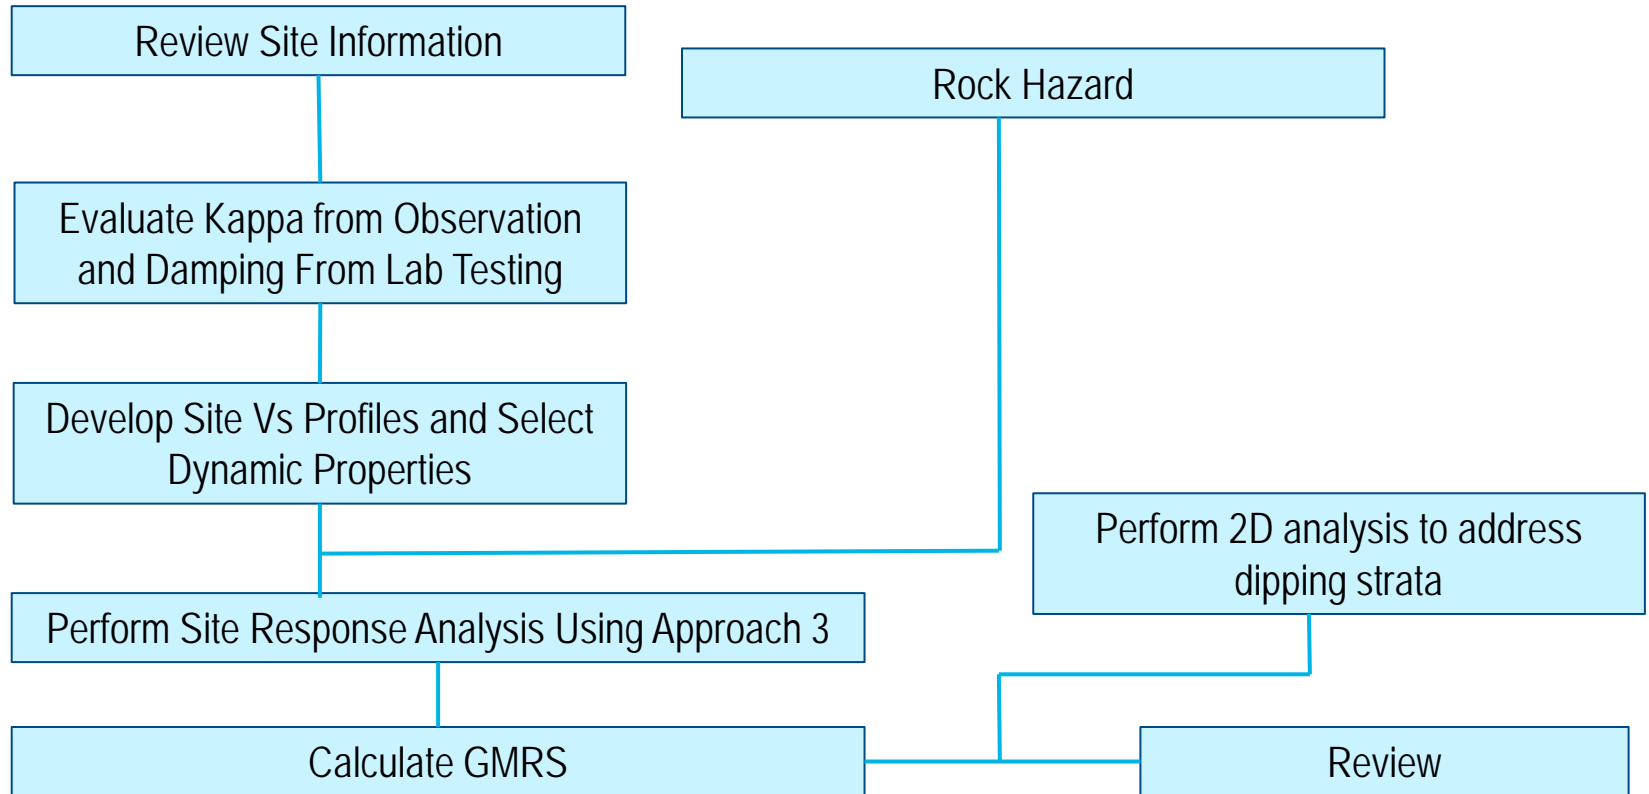 Review Site Information
Rock Hazard
Evaluate Kappa from Observation
and Damping From Lab Testing
Develop Site Vs Profiles and Select
Dynamic Properties
Perform 2D analysis to address
dipping strata
Perform Site Response Analysis Using Approach 3
Calculate GMRS
Review